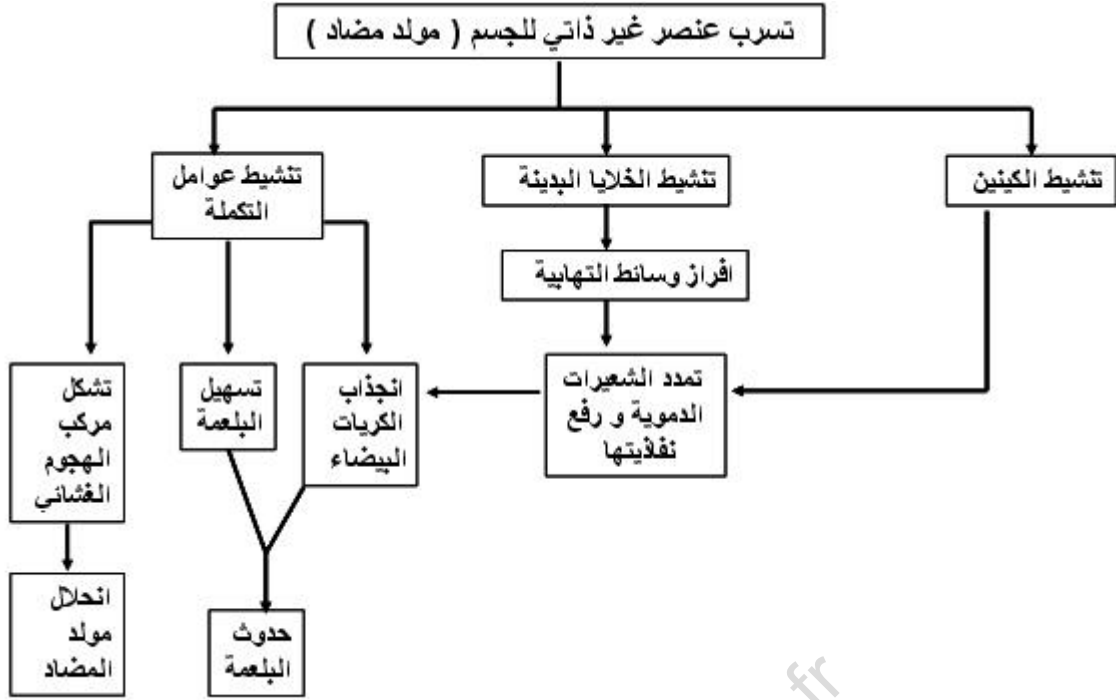 تسرب عنصر غير ذاتي للجسم ( مولد مضاد )
تنشيط الكينين
تنشيط الخلايا البدينة
تنشيط عوامل
التكملة
افراز وسائط التهابية
تمدد الشعيرات
الدموية و رفع
نفاذيتها
انجذاب
الكريات
البيضاء
تسهيل
البلعمة
تشكل
مركب
الهجوم
الغشائي
حدوث
البلعمة
انحلال
مولد
المضاد
fr